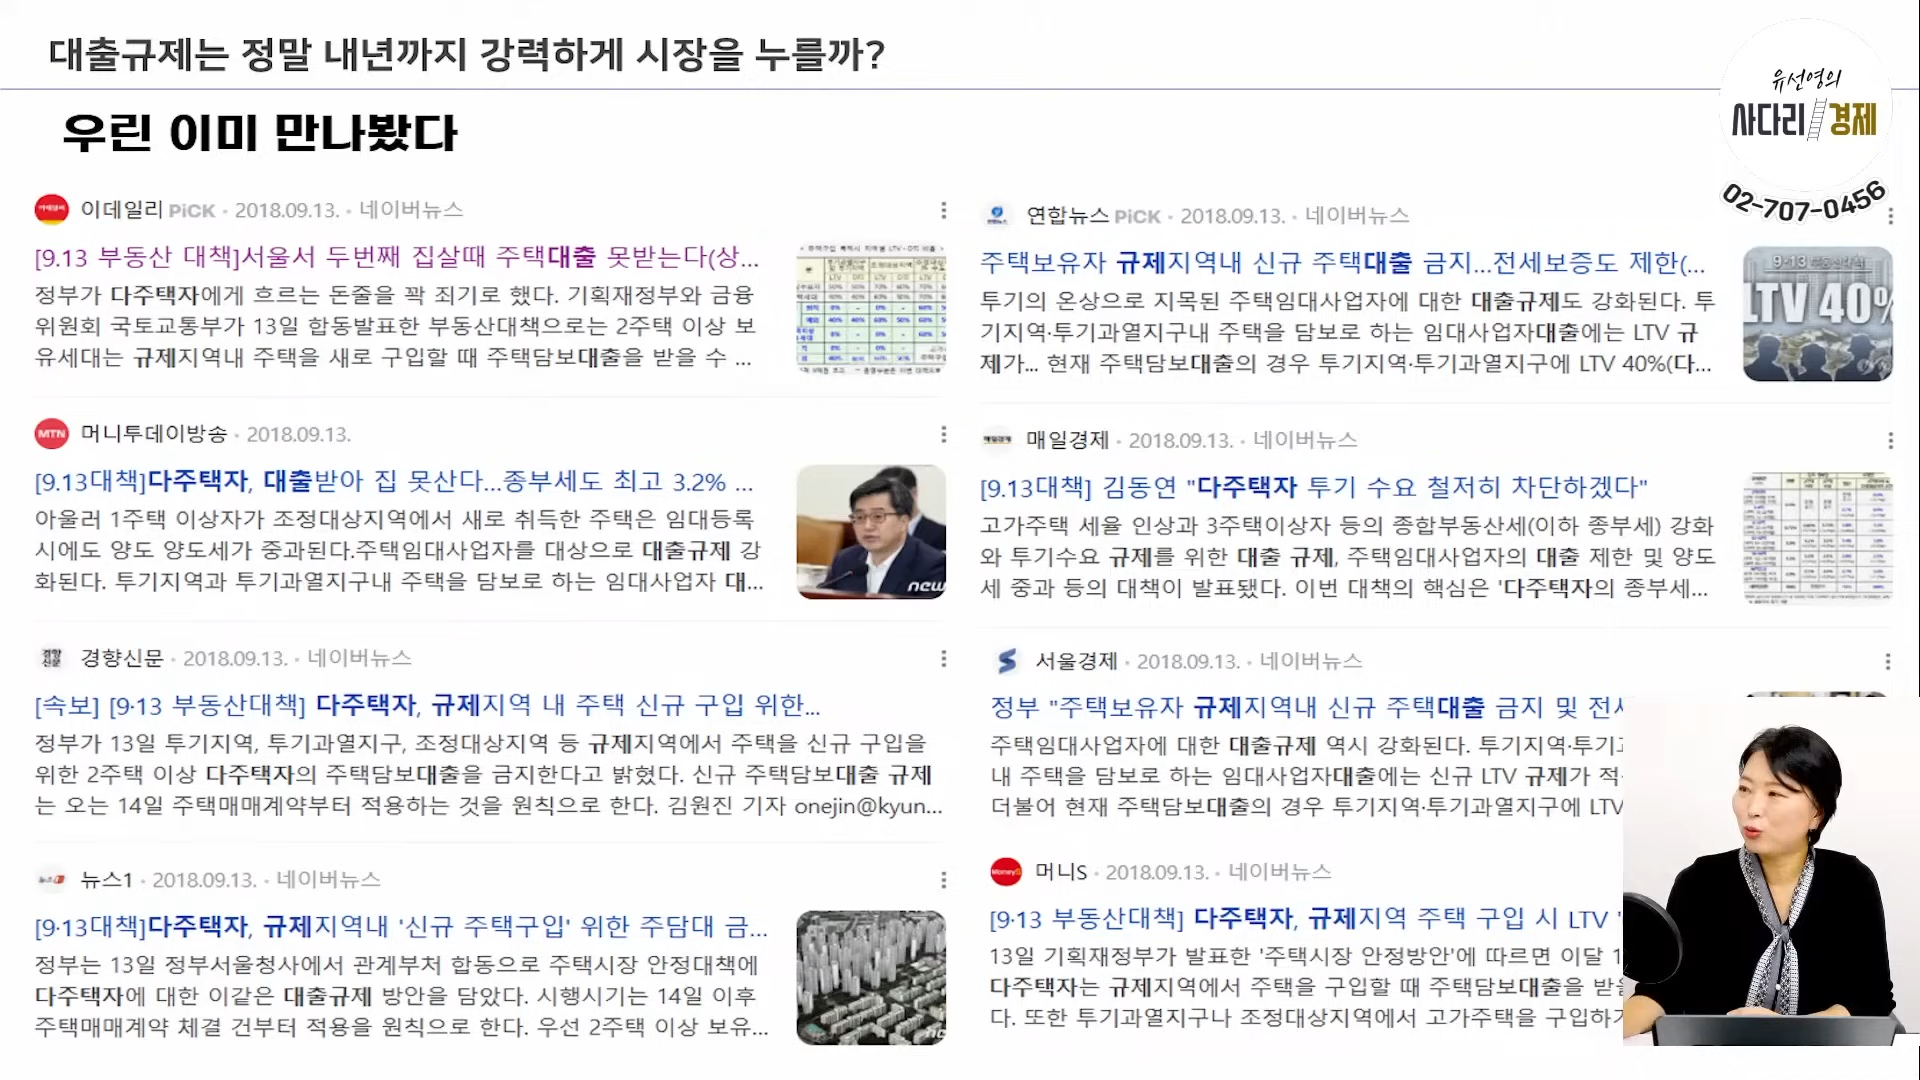 대출규제는 정말 내년까지 강력하게 시장을 누를까?
우린 이미 만나봤다
유선영의
사다리경제
02-707-0456
이데일리 PiCK · 2018.09.13. · 네이버뉴스
[9.13 부동산 대책]서울서 두번째 집살때 주택대출 못받는다(상...
정부가 다주택자에게 흐르는 돈줄을 꽉 죄기로 했다. 기획재정부와 금융
위원회 국토교통부가 13일 합동발표한 부동산대책으로는 2주택 이상 보
유세대는 규제지역내 주택을 새로 구입할 때 주택담보대출을 받을 수 ...
MTN 머니투데이방송 · 2018.09.13.
[9.13대책]다주택자, 대출받아 집 못산다...종부세도 최고 3.2% ...
아울러 1주택 이상자가 조정대상지역에서 새로 취득한 주택은 임대등록
시에도 양도 양도세가 중과된다.주택임대사업자를 대상으로 대출규제 강
화된다. 투기지역과 투기과열지구내 주택을 담보로 하는 임대사업자 대...
new
경향신문 경향신문 · 2018.09.13. · 네이버뉴스
[속보] [9·13 부동산대책] 다주택자, 규제지역 내 주택 신규 구입 위한...
정부가 13일 투기지역, 투기과열지구, 조정대상지역 등 규제지역에서 주택을 신규 구입을
위한 2주택 이상 다주택자의 주택담보대출을 금지한다고 밝혔다. 신규 주택담보대출 규제
는 오는 14일 주택매매계약부터 적용하는 것을 원칙으로 한다. 김원진 기자 onejin@kyun...
뉴스1 · 2018.09.13. · 네이버뉴스
[9·13대책]다주택자, 규제지역내 '신규 주택구입' 위한 주담대 금...
정부는 13일 정부서울청사에서 관계부처 합동으로 주택시장 안정대책에
다주택자에 대한 이같은 대출규제 방안을 담았다. 시행시기는 14일 이후
주택매매계약 체결 건부터 적용을 원칙으로 한다. 우선 2주택 이상 보유...
연합뉴스 PiCK · 2018.09.13. · 네이버뉴스
주택보유자 규제지역내 신규 주택대출 금지...전세보증도 제한(...
투기의 온상으로 지목된 주택임대사업자에 대한 대출규제도 강화된다. 투
기지역·투기과열지구내 주택을 담보로 하는 임대사업자대출에는 LTV 규
제가... 현재 주택담보대출의 경우 투기지역·투기과열지구에 LTV 40%(다...
9·13 부동산대책
LTV 40%
매일경제 매일경제 · 2018.09.13. · 네이버뉴스
[9.13대책] 김동연 "다주택자 투기 수요 철저히 차단하겠다"
고가주택 세율 인상과 3주택이상자 등의 종합부동산세(이하 종부세) 강화
와 투기수요 규제를 위한 대출 규제, 주택임대사업자의 대출 제한 및 양도
세 중과 등의 대책이 발표됐다. 이번 대책의 핵심은 '다주택자의 종부세...
서울경제 · 2018.09.13. · 네이버뉴스
정부 "주택보유자 규제지역내 신규 주택대출 금지 및 전세
주택임대사업자에 대한 대출규제 역시 강화된다. 투기지역·투기
내 주택을 담보로 하는 임대사업자대출에는 신규 LTV 규제가 적
더불어 현재 주택담보대출의 경우 투기지역·투기과열지구에 LTV
MoneyS 머니S · 2018.09.13. · 네이버뉴스
[9·13 부동산대책] 다주택자, 규제지역 주택 구입 시 LTV '
13일 기획재정부가 발표한 '주택시장 안정방안'에 따르면 이달 1
다주택자는 규제지역에서 주택을 구입할 때 주택담보대출을 받을
다. 또한 투기과열지구나 조정대상지역에서 고가주택을 구입하기